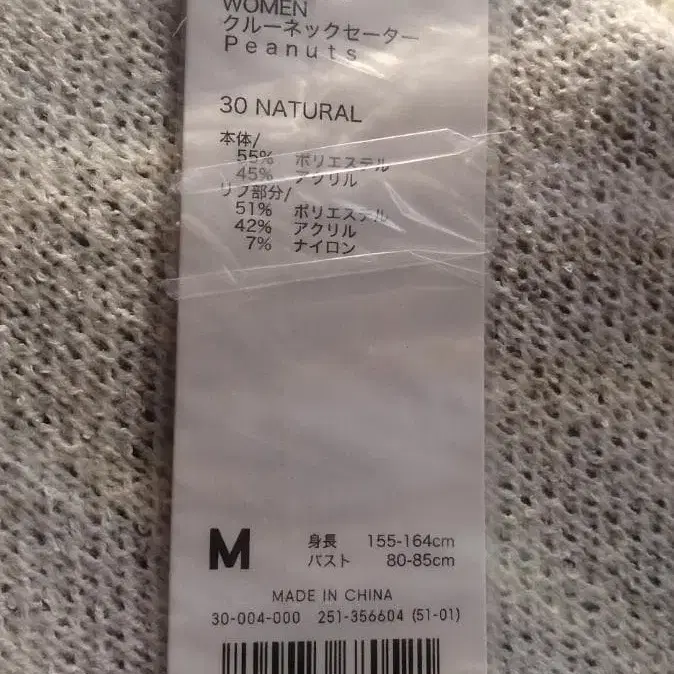 WOMEN
クルーネックセーター
Peanuts
30 NATURAL
本体/
55% ポリエステル
45% アクリル
リブ部分/
51% ポリエステル
42% アクリル
7% ナイロン
M 身長 155-164cm
バスト 80-85cm
MADE IN CHINA
30-004-000 251-356604 (51-01)